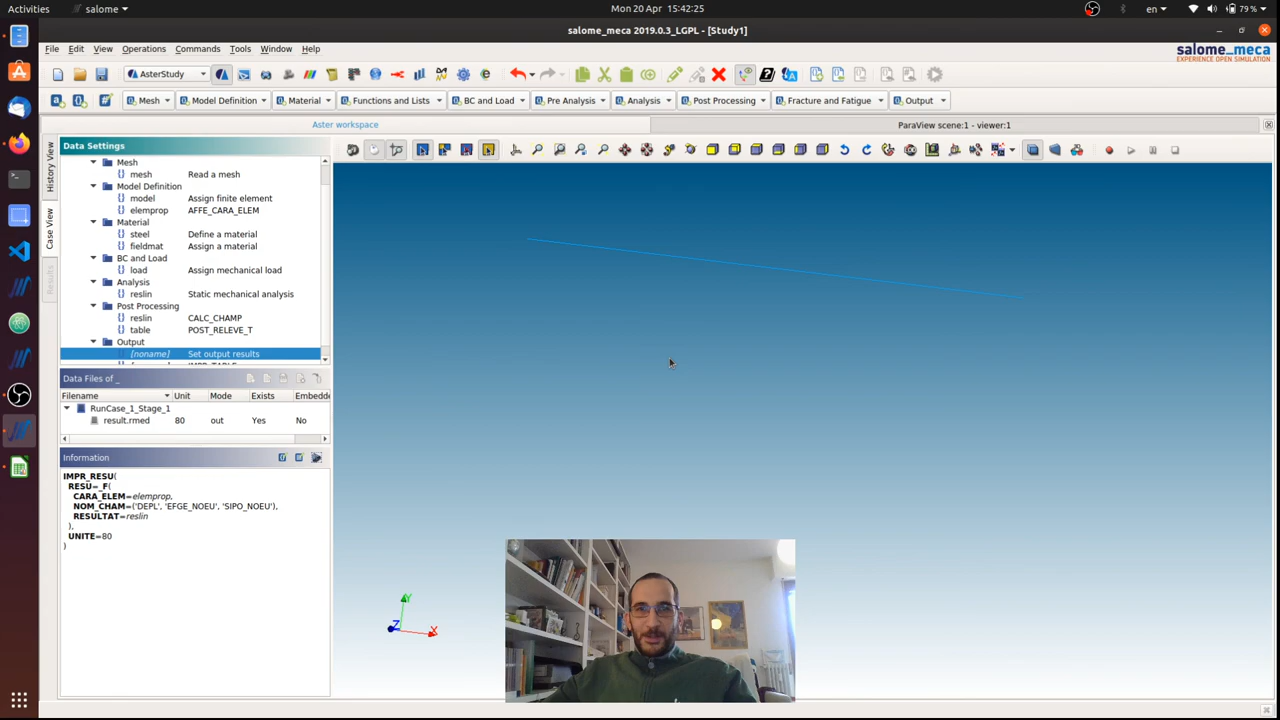 Activities salome Mon 20 Apr 15:42:25 en 79 %
salome_meca 2019.0.3_LGPL - [Study1]
File Edit View Operations Commands Tools Window Help
salome_meca
EXPERIENCE OPEN SIMULATION
AsterStudy
Mesh Model Definition Material Functions and Lists BC and Load Pre Analysis Analysis Post Processing Fracture and Fatigue Output
Aster workspace ParaView scene:1 - viewer:1
History View
Case View
Results
Data Settings
Mesh
mesh Read a mesh
Model Definition
model Assign finite element
elemprop AFFE_CARA_ELEM
Material
steel Define a material
fieldmat Assign a material
BC and Load
load Assign mechanical load
Analysis
reslin Static mechanical analysis
Post Processing
reslin CALC_CHAMP
table POST_RELEVE_T
Output
[noname] Set output results
Data Files of _
Filename Unit Mode Exists Embedde
RunCase_1_Stage_1
result.rmed 80 out Yes No
Information
IMPR_RESU(
RESU=_F(
CARA_ELEM=elemprop,
NOM_CHAM=('DEPL', 'EFGE_NOEU', 'SIPO_NOEU'),
RESULTAT=reslin
),
UNITE=80
)
Y
Z
X